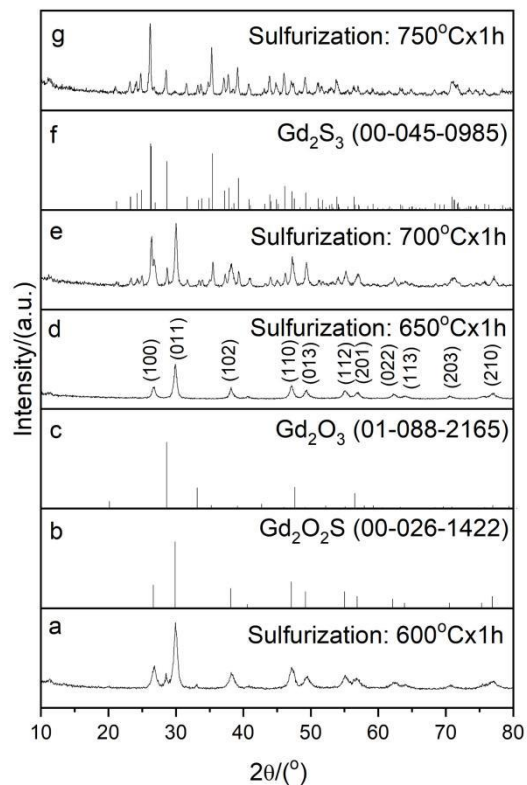 g
Sulfurization: 750°Cx1h
f
Gd₂S₃ (00-045-0985)
e
Sulfurization: 700°Cx1h
d
Sulfurization: 650°Cx1h
(100)
(011)
(102)
(110)
(013)
(112)
(201)
(022)
(113)
(203)
(210)
c
Gd₂O₃ (01-088-2165)
b
Gd₂O₂S (00-026-1422)
a
Sulfurization: 600°Cx1h
Intensity/(a.u.)
10 20 30 40 50 60 70 80
2θ/(°)